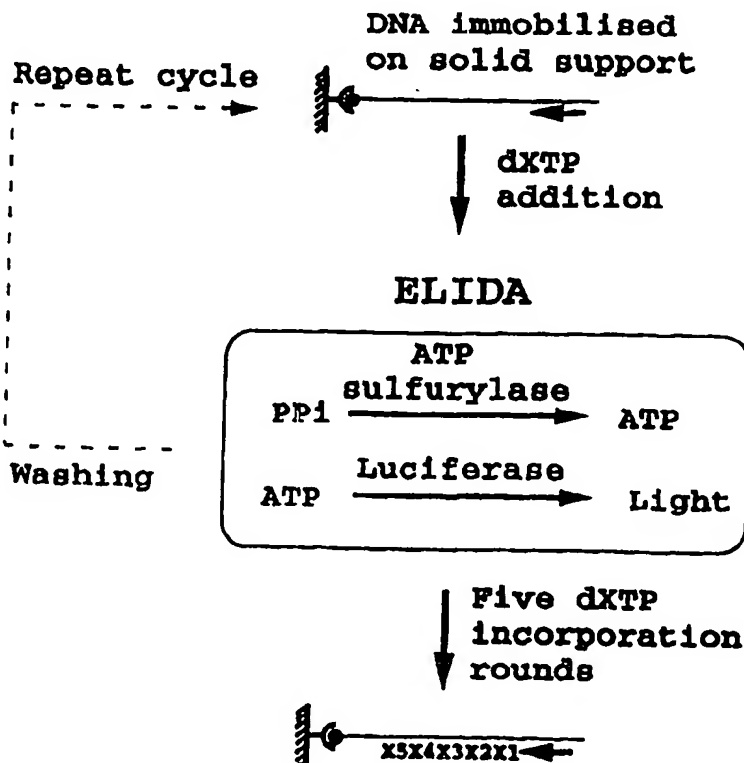 DNA immobilised
on solid support
Repeat cycle
dXTP
addition
ELIDA
ATP
sulfurylase
PPi
ATP
Luciferase
ATP
Light
Washing
Five dXTP
incorporation
rounds
X5X4X3X2X1